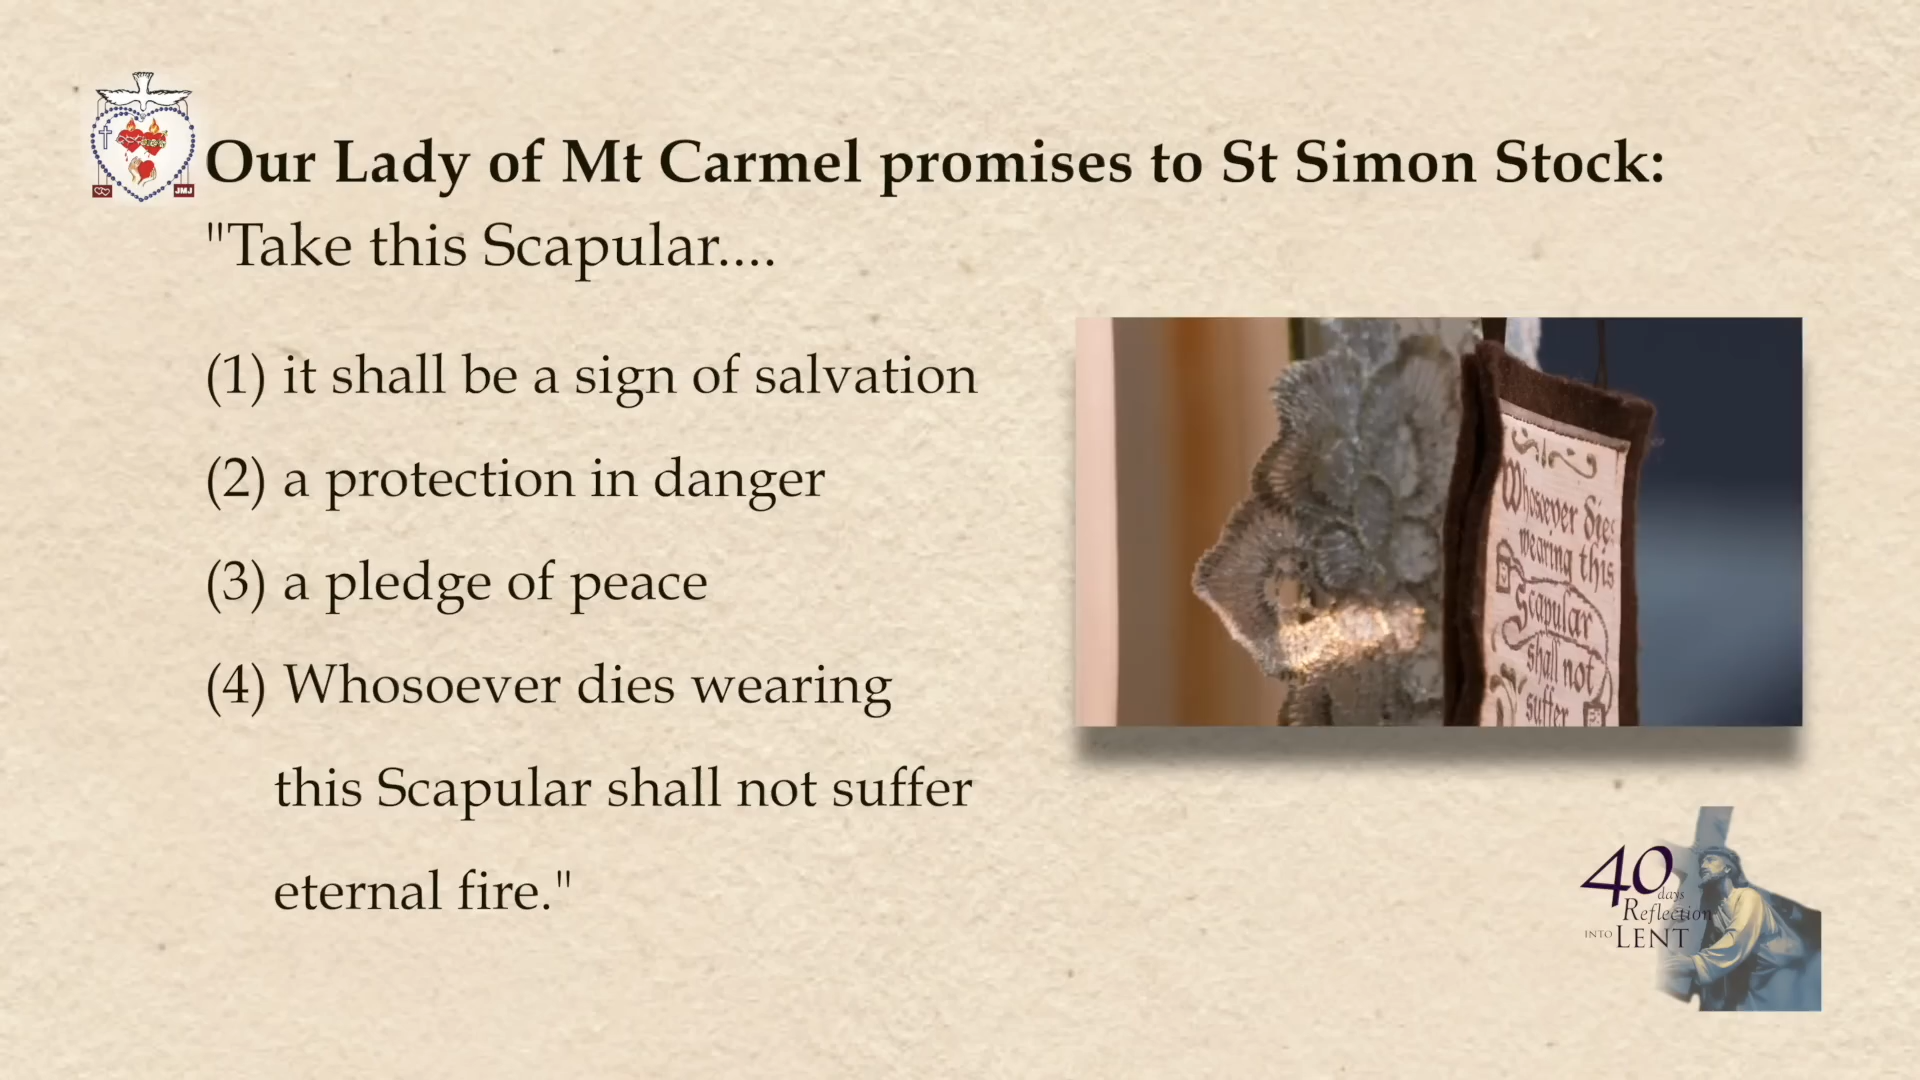 Our Lady of Mt Carmel promises to St Simon Stock:
"Take this Scapular....
(1) it shall be a sign of salvation
(2) a protection in danger
(3) a pledge of peace
(4) Whosoever dies wearing
this Scapular shall not suffer
eternal fire."
Whosoever dies
wearing this
Scapular
shall not
suffer
JMJ
40
days
Reflection
INTO LENT